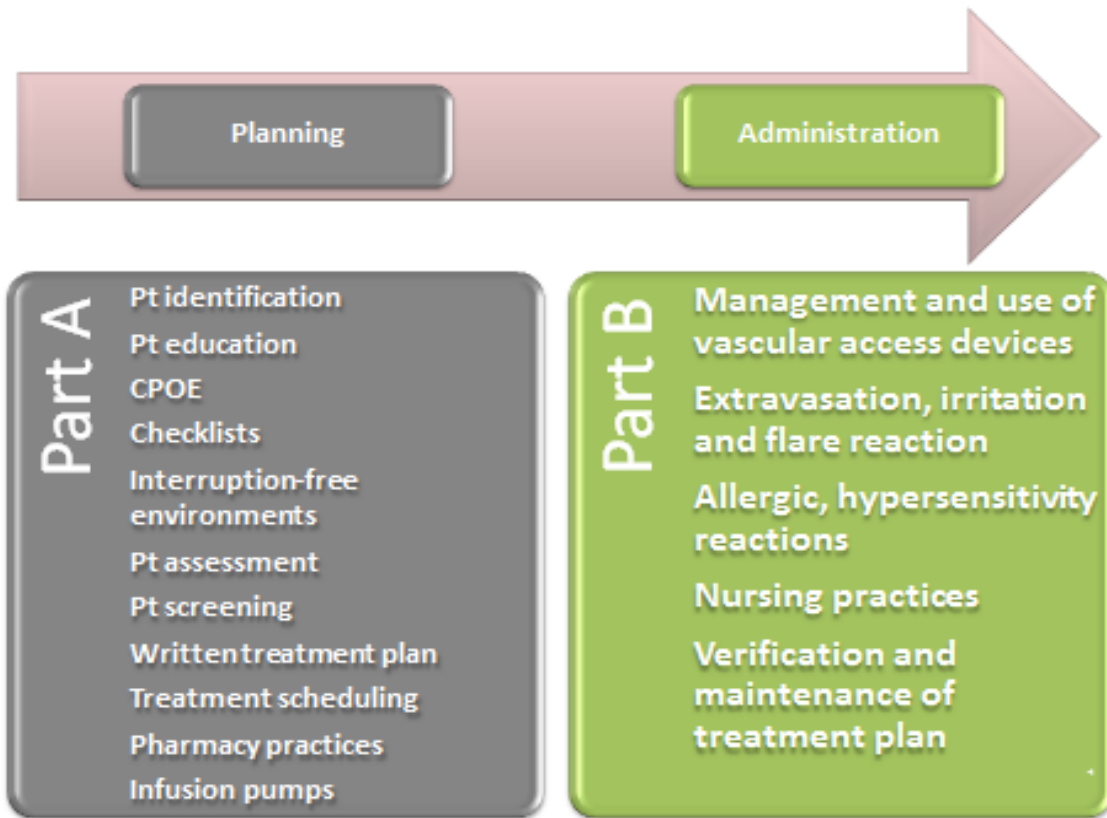 Planning
Administration
Part A
Pt identification
Pt education
CPOE
Checklists
Interruption-free
environments
Pt assessment
Pt screening
Written treatment plan
Treatment scheduling
Pharmacy practices
Infusion pumps
Part B
Management and use of
vascular access devices
Extravasation, irritation
and flare reaction
Allergic, hypersensitivity
reactions
Nursing practices
Verification and
maintenance of
treatment plan